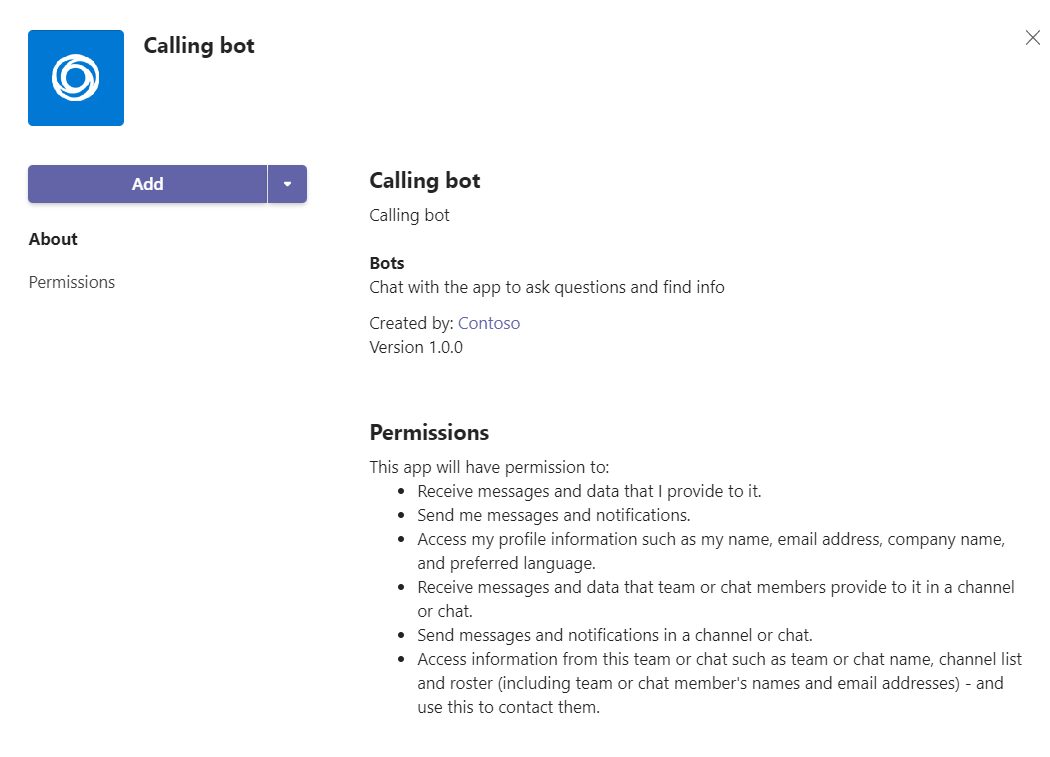 Calling bot
Add
About
Permissions
Calling bot
Calling bot
Bots
Chat with the app to ask questions and find info
Created by: Contoso
Version 1.0.0
Permissions
This app will have permission to:
• Receive messages and data that I provide to it.
• Send me messages and notifications.
• Access my profile information such as my name, email address, company name,
and preferred language.
• Receive messages and data that team or chat members provide to it in a channel
or chat.
• Send messages and notifications in a channel or chat.
• Access information from this team or chat such as team or chat name, channel list
and roster (including team or chat member's names and email addresses) - and
use this to contact them.